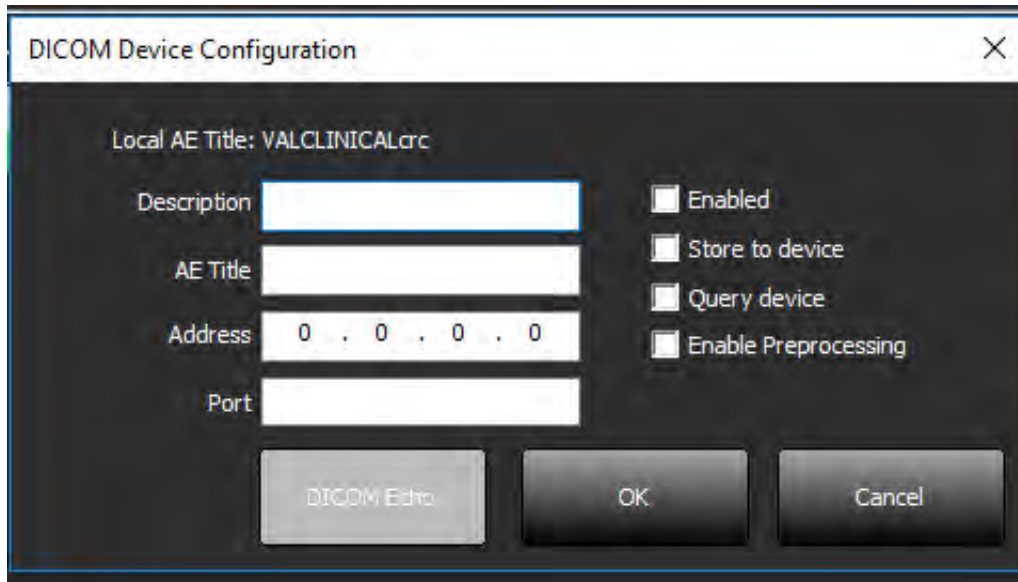 DICOM Device Configuration
Local AE Title: VALCLINICALcrc
Description
Enabled
Store to device
AE Title
Query device
Address 0 . 0 . 0 . 0
Enable Preprocessing
Port
DICOM Echo OK Cancel